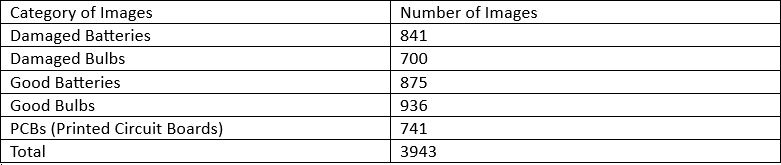 Category of Images Number of Images
Damaged Batteries 841
Damaged Bulbs 700
Good Batteries 875
Good Bulbs 936
PCBs (Printed Circuit Boards) 741
Total 3943